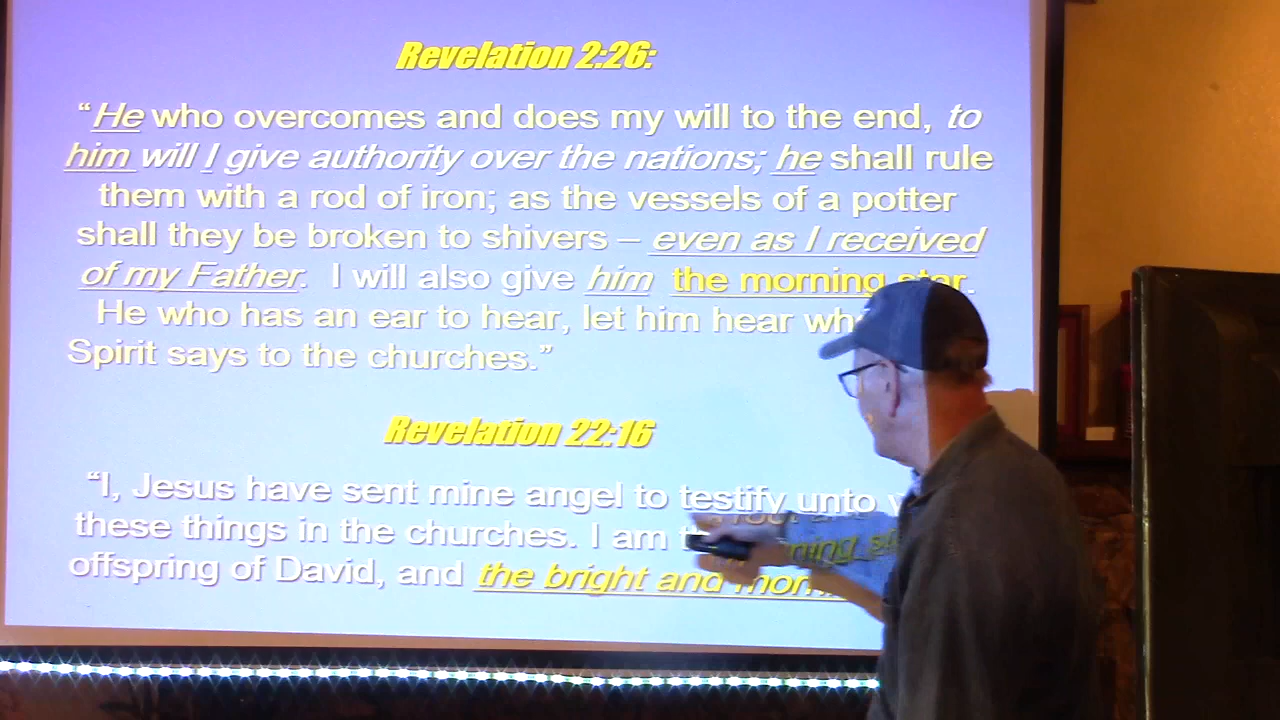 Revelation 2:26:
“He who overcomes and does my will to the end, to
him will I give authority over the nations; he shall rule
them with a rod of iron; as the vessels of a potter
shall they be broken to shivers – even as I received
of my Father. I will also give him the morning star.
He who has an ear to hear, let him hear
Spirit says to the churches.”
Revelation 22:16
“I, Jesus have sent mine angel to testify unto
these things in the churches. I am
offspring of David, and the bright and